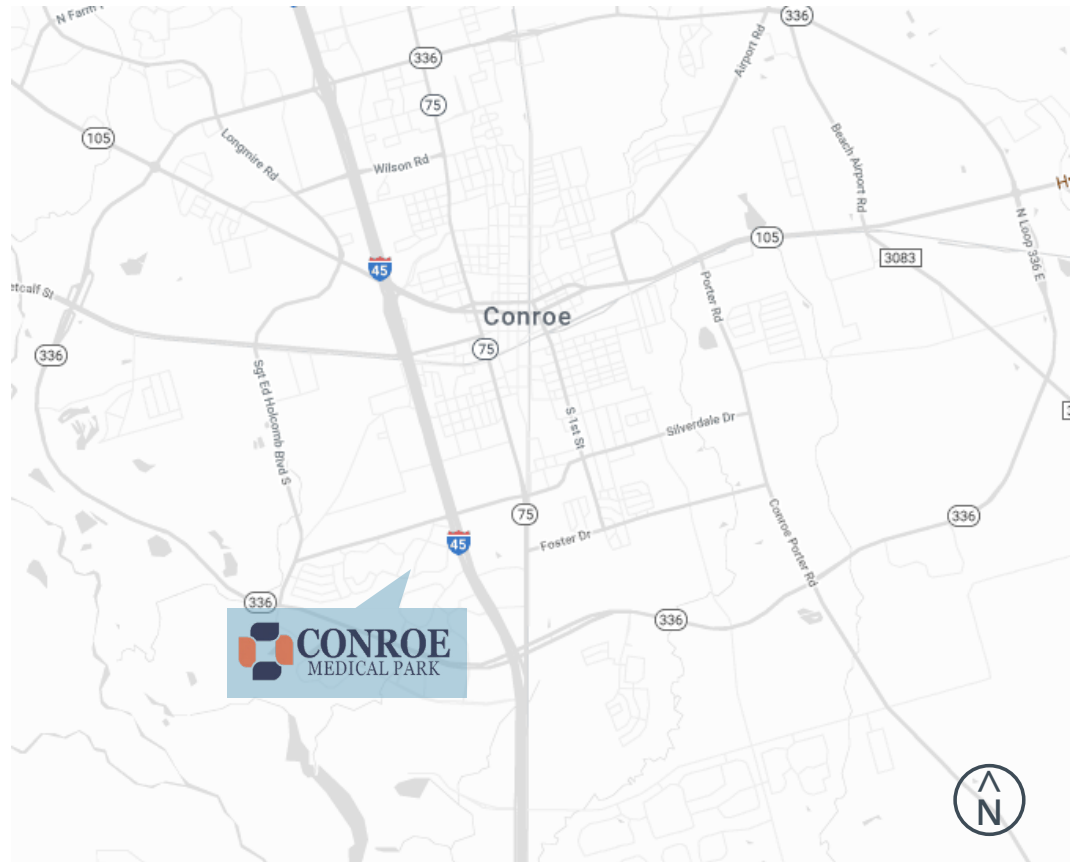 N Farm
336
336
Airport Rd
75
105
Longmire Rd
Wilson Rd
Beach Airport Rd
N Loop 336 E
105
3083
45
etcalf St
Porter Rd
Conroe
336
75
Sgt Ed Holcomb Blvd S
S 1st St
Silverdale Dr
75
336
45
Foster Dr
Conroe Porter Rd
336
336
CONROE
MEDICAL PARK
N